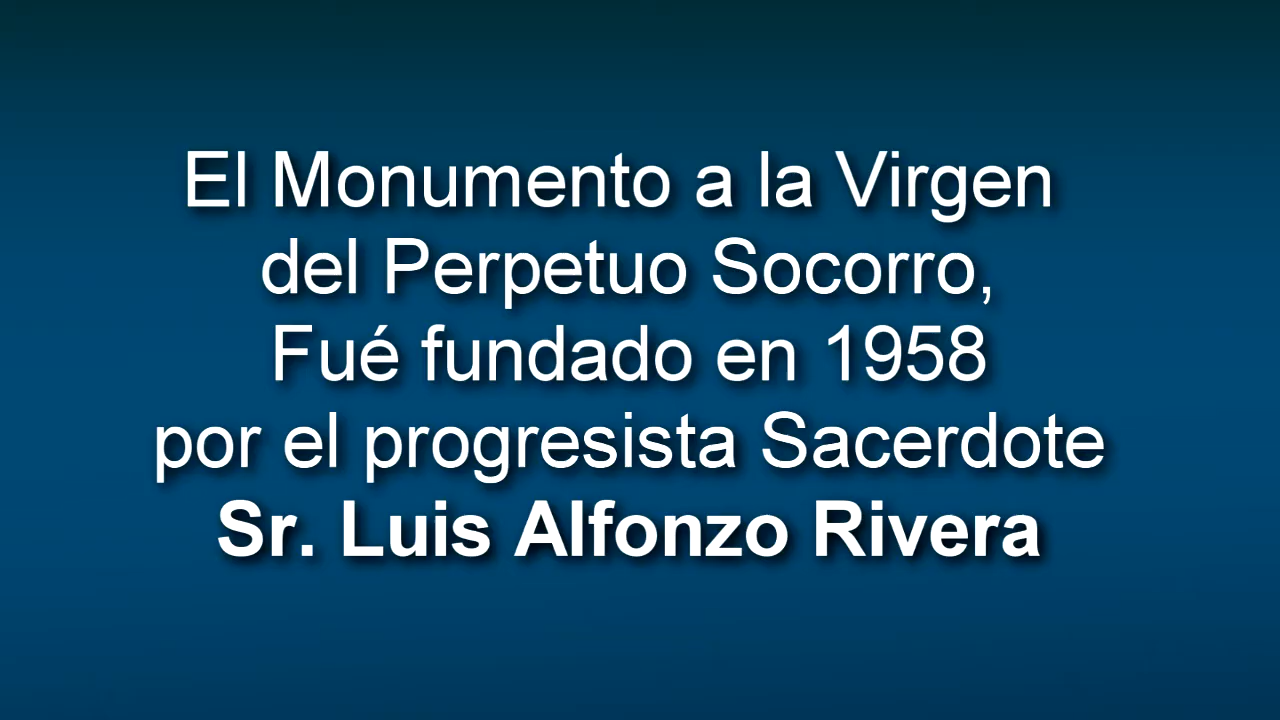 El Monumento a la Virgen
del Perpetuo Socorro,
Fué fundado en 1958
por el progresista Sacerdote
Sr. Luis Alfonzo Rivera